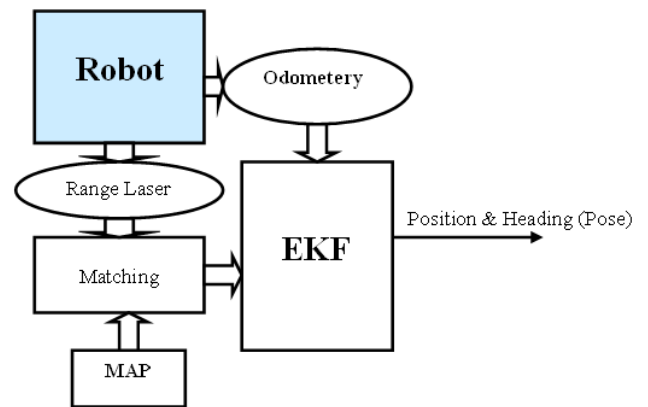 Robot
Odometery
Range Laser
Position & Heading (Pose)
EKF
Matching
MAP